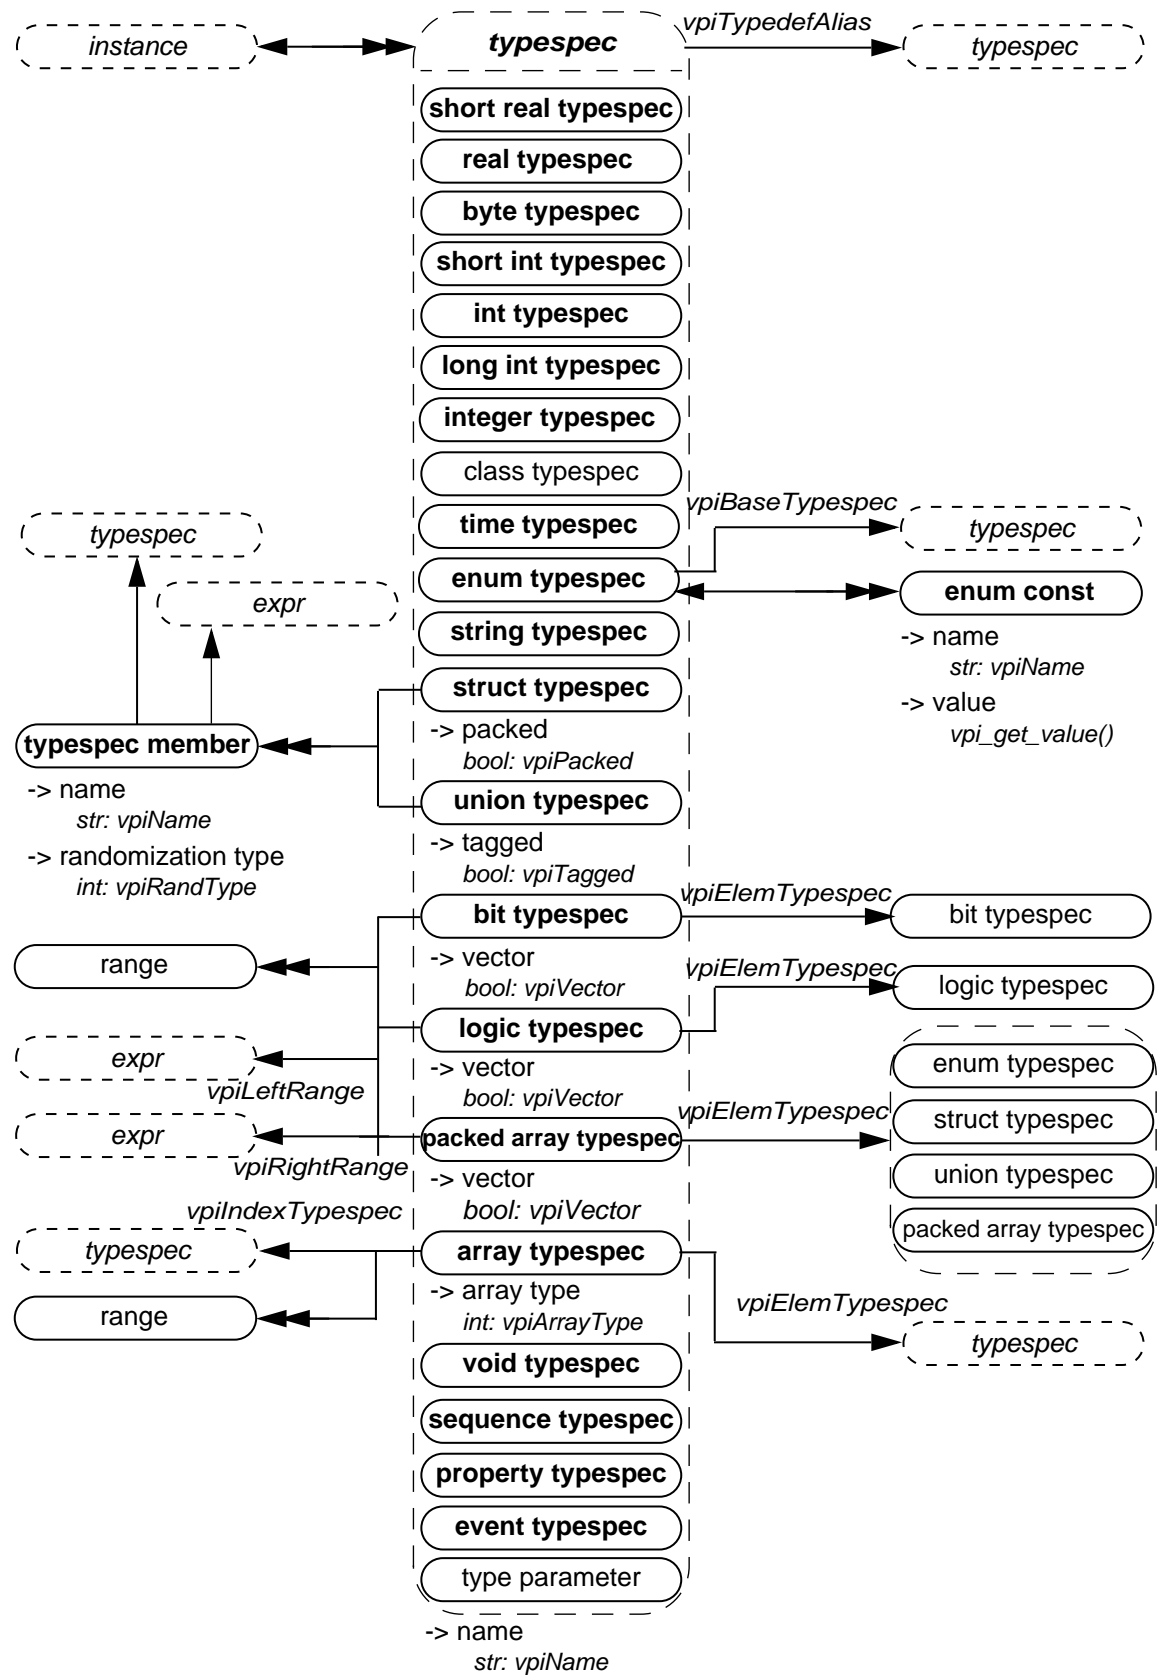 instance
typespec
vpiTypedefAlias
typespec
short real typespec
real typespec
byte typespec
short int typespec
int typespec
long int typespec
integer typespec
class typespec
vpiBaseTypespec
typespec
time typespec
typespec
enum typespec
expr
enum const
string typespec
-> name
str: vpiName
struct typespec
-> value
-> packed
vpi_get_value()
typespec member
bool: vpiPacked
-> name
union typespec
str: vpiName
-> tagged
-> randomization type
bool: vpiTagged
int: vpiRandType
vpiElemTypespec
bit typespec
bit typespec
range
-> vector
vpiElemTypespec
bool: vpiVector
logic typespec
logic typespec
expr
-> vector
enum typespec
vpiLeftRange
bool: vpiVector
vpiElemTypespec
struct typespec
expr
packed array typespec
vpiRightRange
-> vector
union typespec
vpiIndexTypespec
bool: vpiVector
packed array typespec
typespec
array typespec
-> array type
vpiElemTypespec
range
int: vpiArrayType
typespec
void typespec
sequence typespec
property typespec
event typespec
type parameter
-> name
str: vpiName